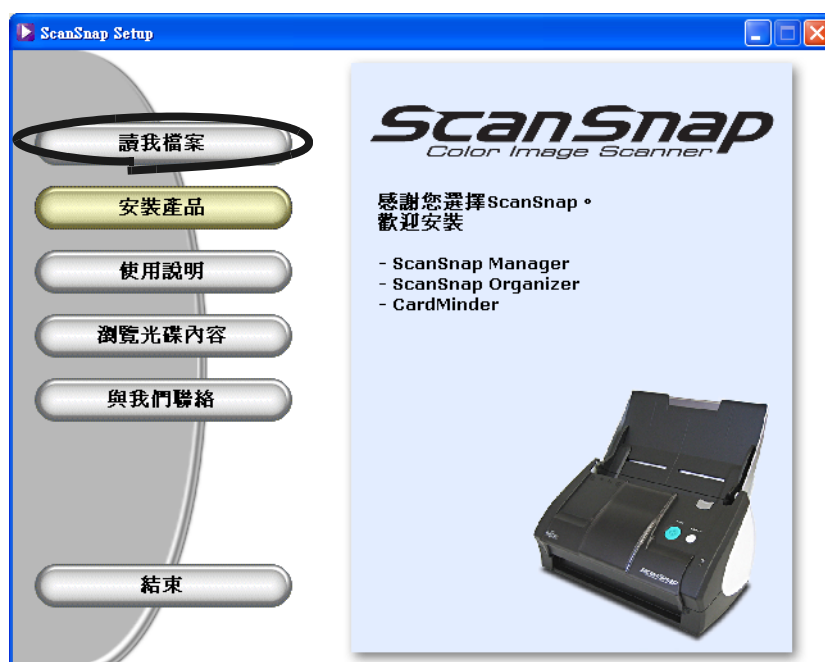 ScanSnap Setup
讀我檔案
安裝產品
使用說明
瀏覽光碟內容
與我們聯絡
結束
ScanSnap
Color Image Scanner
感謝您選擇ScanSnap。
歡迎安裝
- ScanSnap Manager
- ScanSnap Organizer
- CardMinder
ScanSnap